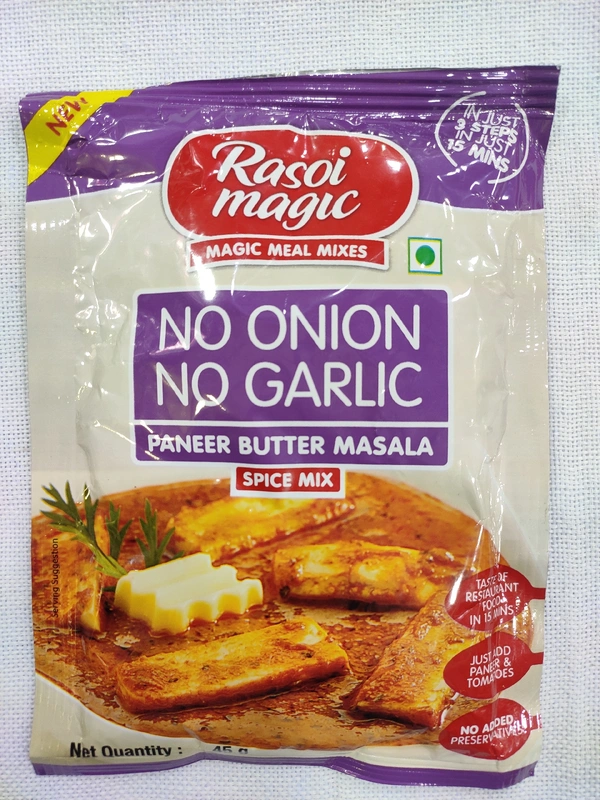 NEW!
IN JUST
3 STEPS
IN JUST
15 MINS
Rasoi
magic
MAGIC MEAL MIXES
NO ONION
NO GARLIC
PANEER BUTTER MASALA
SPICE MIX
Serving Suggestion
TASTE OF
RESTAURANT
FOOD
IN 15 MINS
JUST ADD
PANEER &
TOMATOES
NO ADDED
PRESERVATIVES
Net Quantity : 45 g